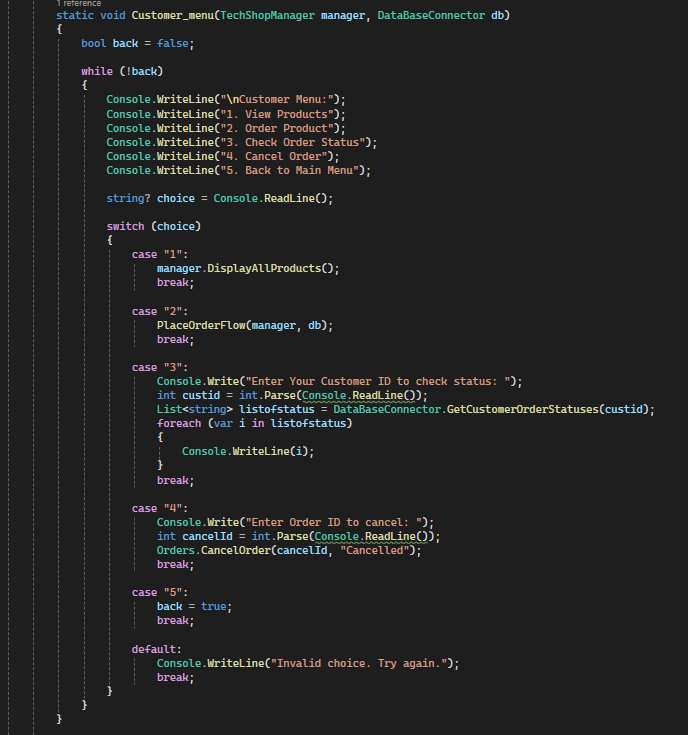 1 reference
static void Customer_menu(TechShopManager manager, DataBaseConnector db)
{
bool back = false;
while (!back)
{
Console.WriteLine("\nCustomer Menu:");
Console.WriteLine("1. View Products");
Console.WriteLine("2. Order Product");
Console.WriteLine("3. Check Order Status");
Console.WriteLine("4. Cancel Order");
Console.WriteLine("5. Back to Main Menu");
string? choice = Console.ReadLine();
switch (choice)
{
case "1":
manager.DisplayAllProducts();
break;
case "2":
PlaceOrderFlow(manager, db);
break;
case "3":
Console.Write("Enter Your Customer ID to check status: ");
int custid = int.Parse(Console.ReadLine());
List<string> listofstatus = DataBaseConnector.GetCustomerOrderStatuses(custid);
foreach (var i in listofstatus)
{
Console.WriteLine(i);
}
break;
case "4":
Console.Write("Enter Order ID to cancel: ");
int cancelId = int.Parse(Console.ReadLine());
Orders.CancelOrder(cancelId, "Cancelled");
break;
case "5":
back = true;
break;
default:
Console.WriteLine("Invalid choice. Try again.");
break;
}
}
}